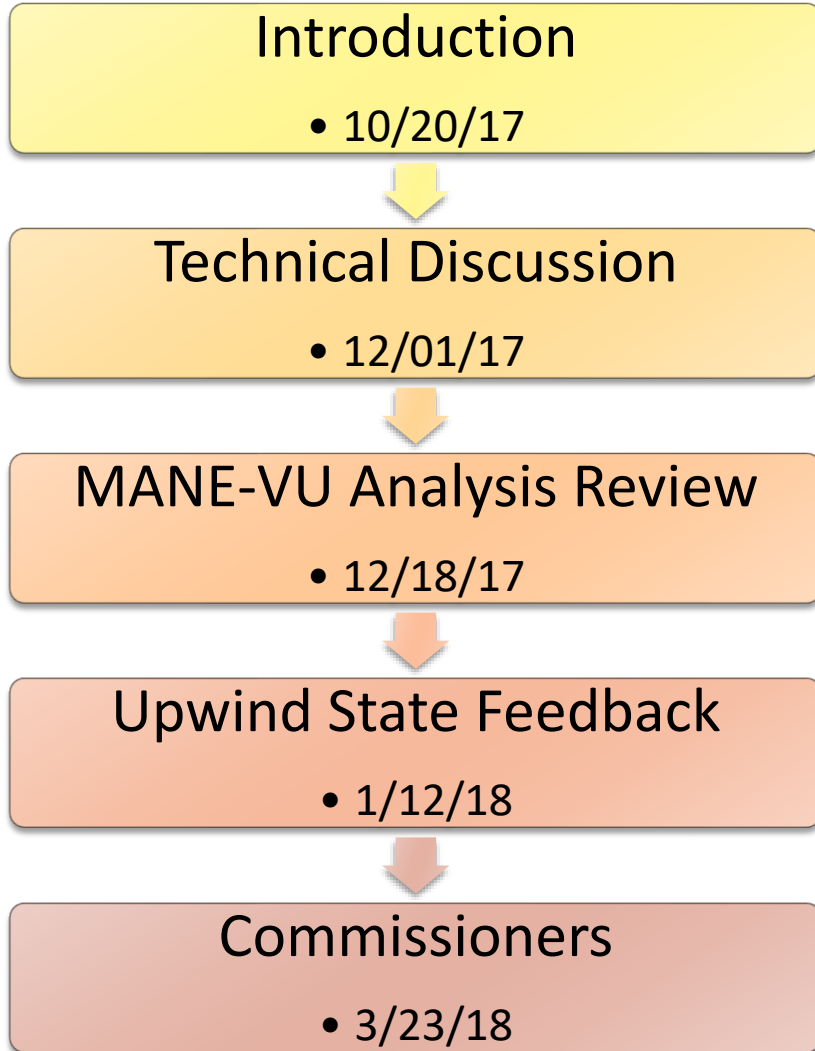 Introduction
• 10/20/17
Technical Discussion
• 12/01/17
MANE-VU Analysis Review
• 12/18/17
Upwind State Feedback
• 1/12/18
Commissioners
• 3/23/18